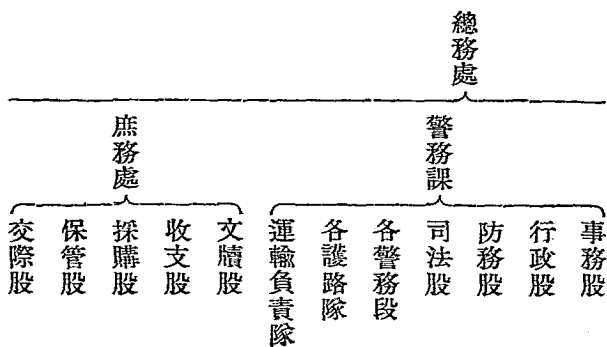 總務處
警務課
事務股
行政股
防務股
司法股
各警務段
各護路隊
運輸負責隊
庶務處
文牘股
收支股
採購股
保管股
交際股